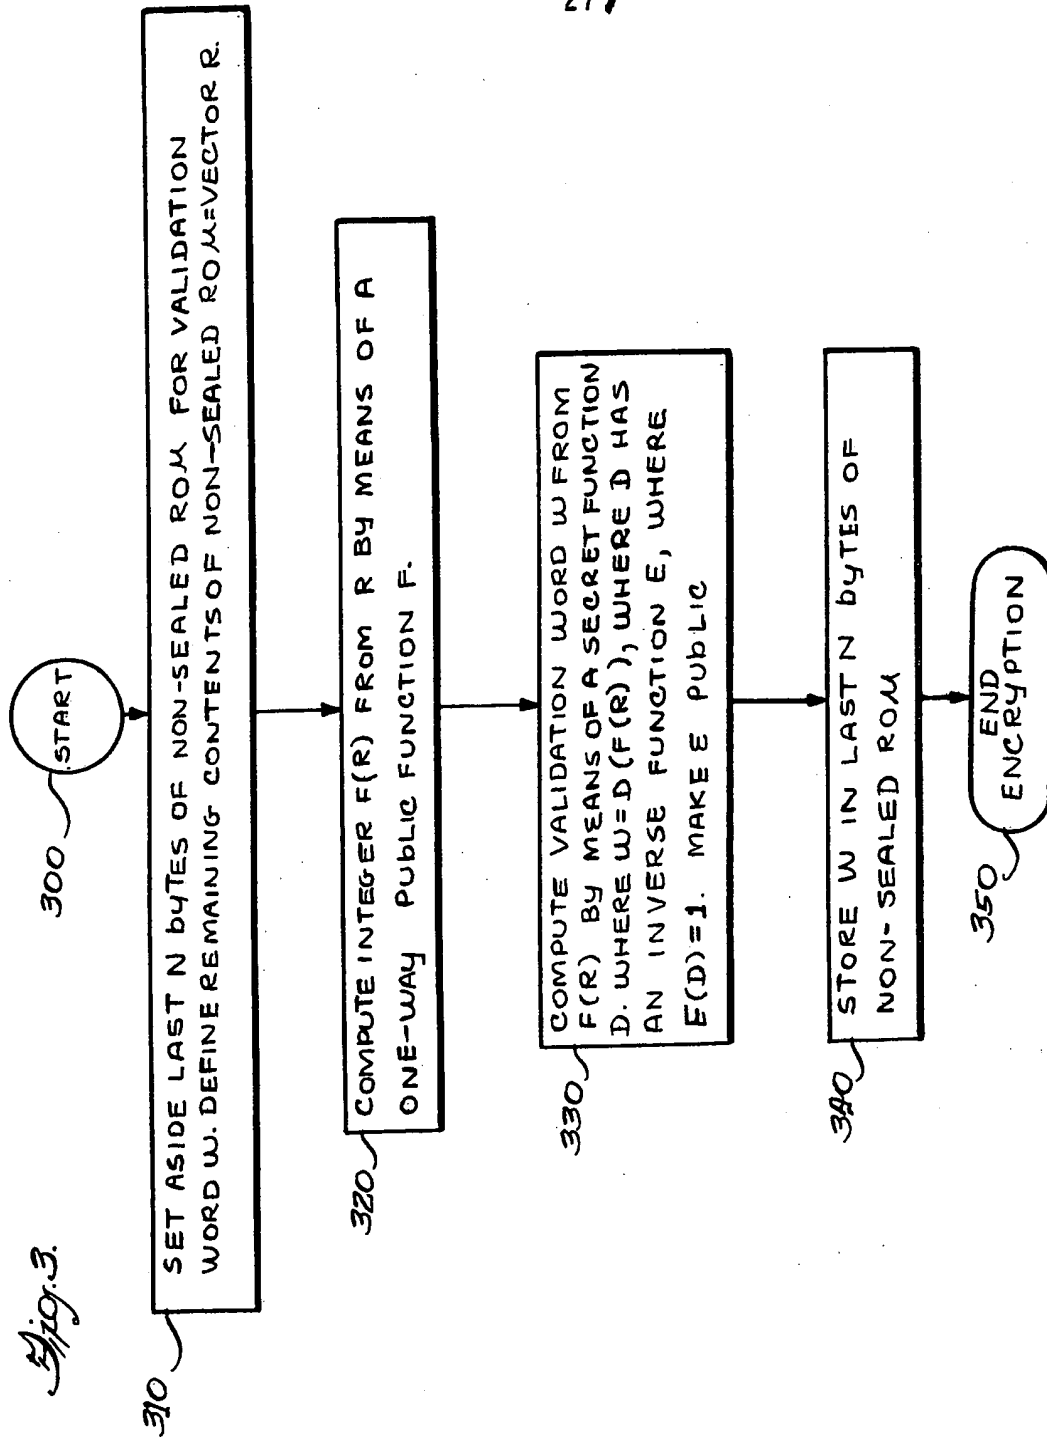 Fig. 3.
300
START
310
SET ASIDE LAST N bYTES OF NON-SEALED ROM FOR VALIDATION
WORD W. DEFINE REMAINING CONTENTS OF NON-SEALED ROM=VECTOR R.
320
COMPUTE INTEGER F(R) FROM R BY MEANS OF A
ONE-WAY PUBLIC FUNCTION F.
330
COMPUTE VALIDATION WORD W FROM
F(R) BY MEANS OF A SECRET FUNCTION
D. WHERE W=D(F(R)), WHERE D HAS
AN INVERSE FUNCTION E, WHERE
E(D)=1. MAKE E PUBLIC
340
STORE W IN LAST N bYTES OF
NON-SEALED ROM
350
END
ENCRYPTION